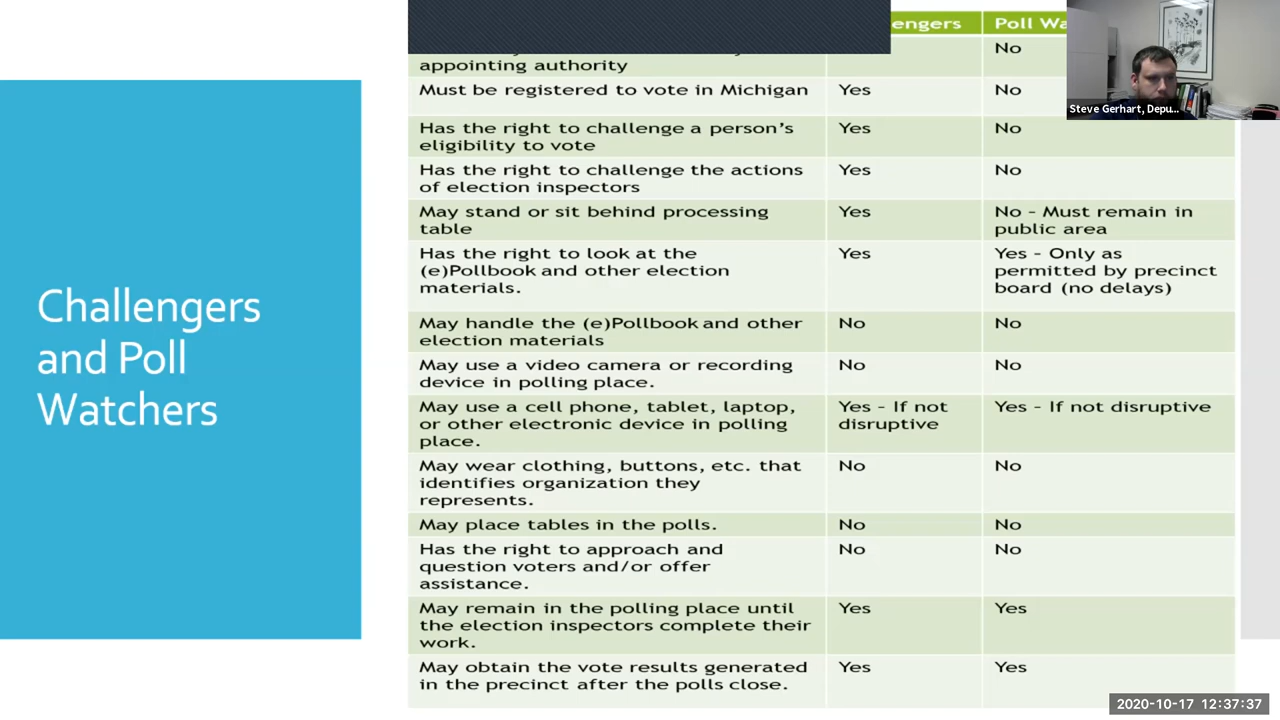 Challengers
and Poll
Watchers
engers
Poll Wa
appointing authority
No
Must be registered to vote in Michigan
Yes
No
Has the right to challenge a person's
eligibility to vote
Yes
No
Has the right to challenge the actions
of election inspectors
Yes
No
May stand or sit behind processing
table
Yes
No - Must remain in
public area
Has the right to look at the
(e)Pollbook and other election
materials.
Yes
Yes - Only as
permitted by precinct
board (no delays)
May handle the (e)Pollbook and other
election materials
No
No
May use a video camera or recording
device in polling place.
No
No
May use a cell phone, tablet, laptop,
or other electronic device in polling
place.
Yes - If not
disruptive
Yes - If not disruptive
May wear clothing, buttons, etc. that
identifies organization they
represents.
No
No
May place tables in the polls.
No
No
Has the right to approach and
question voters and/or offer
assistance.
No
No
May remain in the polling place until
the election inspectors complete their
work.
Yes
Yes
May obtain the vote results generated
in the precinct after the polls close.
Yes
Yes
Steve Gerhart, Depu...
2020-10-17 12:37:37